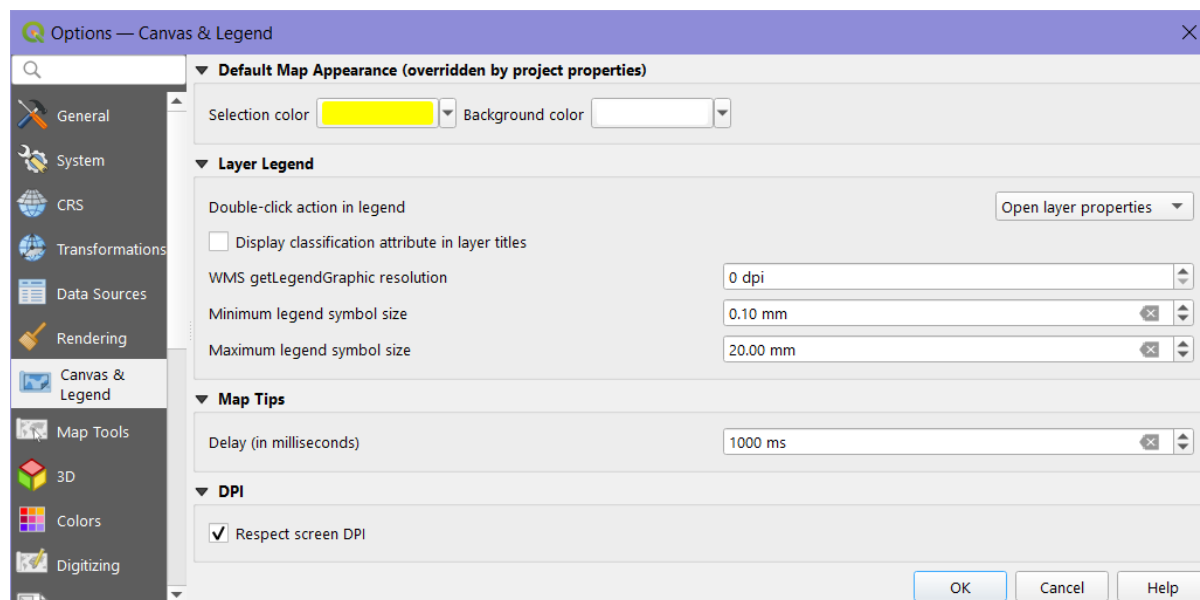 Options — Canvas & Legend
General
System
CRS
Transformations
Data Sources
Rendering
Canvas &
Legend
Map Tools
3D
Colors
Digitizing
Default Map Appearance (overridden by project properties)
Selection color Background color
Layer Legend
Double-click action in legend Open layer properties
Display classification attribute in layer titles
WMS getLegendGraphic resolution 0 dpi
Minimum legend symbol size 0.10 mm
Maximum legend symbol size 20.00 mm
Map Tips
Delay (in milliseconds) 1000 ms
DPI
Respect screen DPI
OK Cancel Help